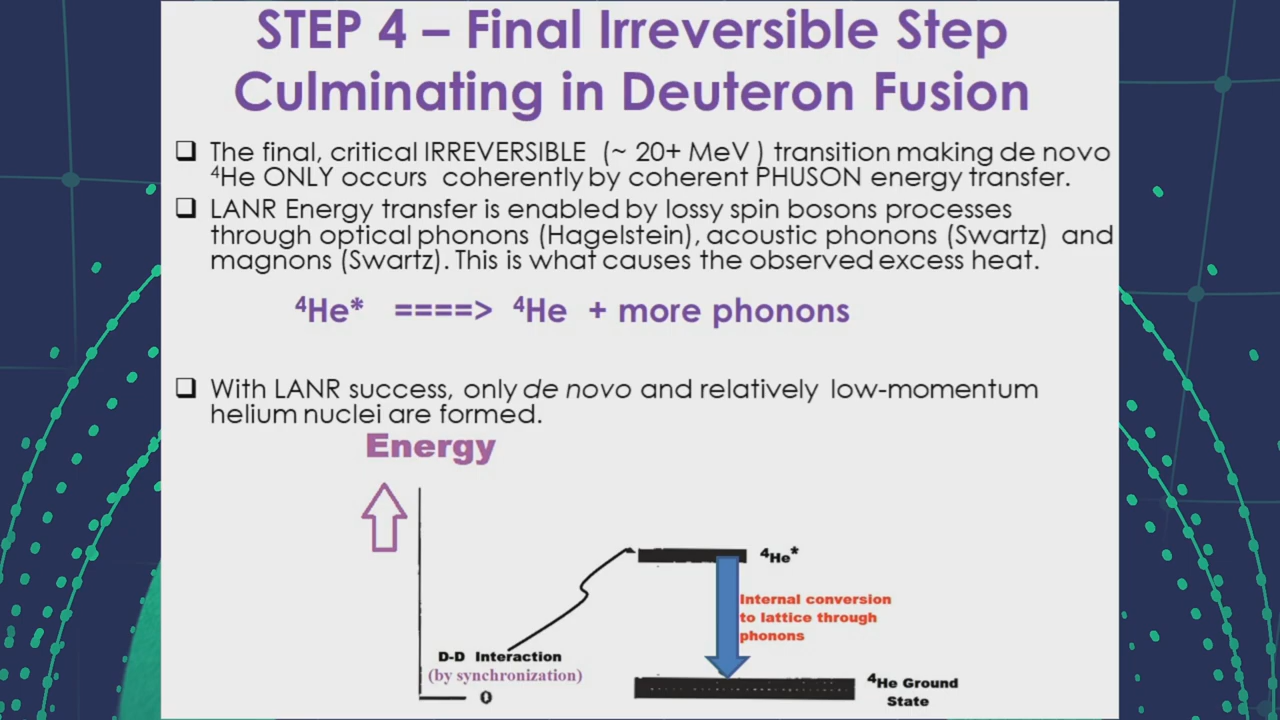 STEP 4 – Final Irreversible Step
Culminating in Deuteron Fusion
❑ The final, critical IRREVERSIBLE (~ 20+ MeV ) transition making de novo
⁴He ONLY occurs coherently by coherent PHUSON energy transfer.
❑ LANR Energy transfer is enabled by lossy spin bosons processes
through optical phonons (Hagelstein), acoustic phonons (Swartz) and
magnons (Swartz). This is what causes the observed excess heat.
⁴He* ====> ⁴He + more phonons
❑ With LANR success, only de novo and relatively low-momentum
helium nuclei are formed.
Energy
⁴He*
Internal conversion
to lattice through
phonons
D-D Interaction
(by synchronization)
0
⁴He Ground
State